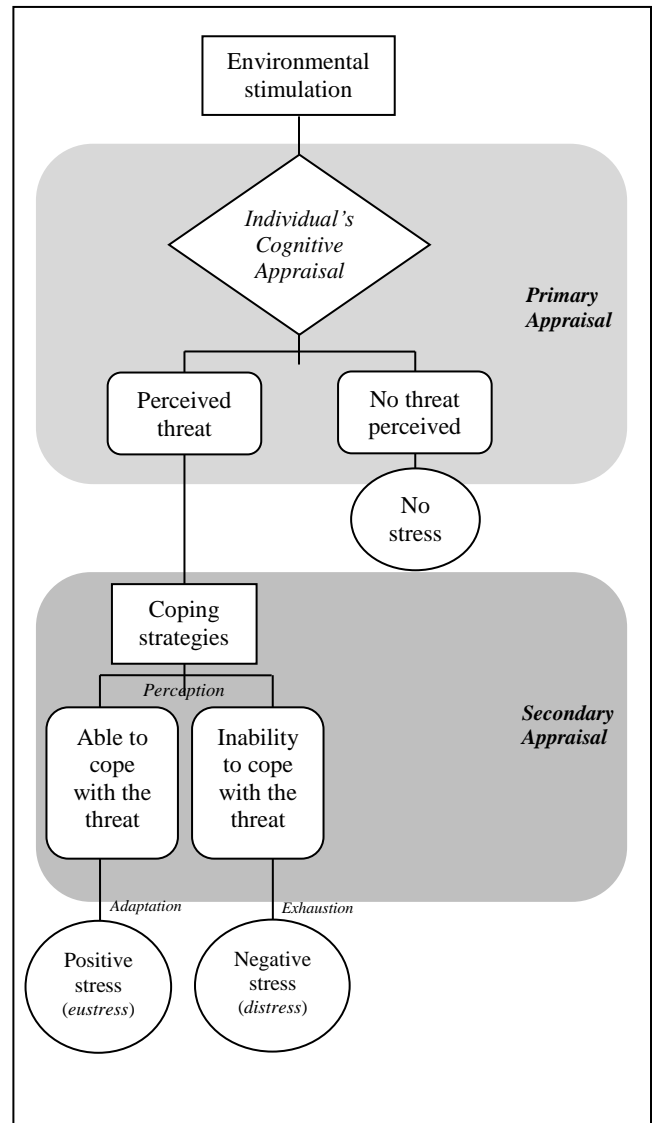 Environmental
stimulation
Individual’s
Cognitive
Appraisal
Primary
Appraisal
Perceived
threat
No threat
perceived
No
stress
Coping
strategies
Perception
Secondary
Appraisal
Able to
cope
with the
threat
Inability
to cope
with the
threat
Adaptation
Exhaustion
Positive
stress
(eustress)
Negative
stress
(distress)